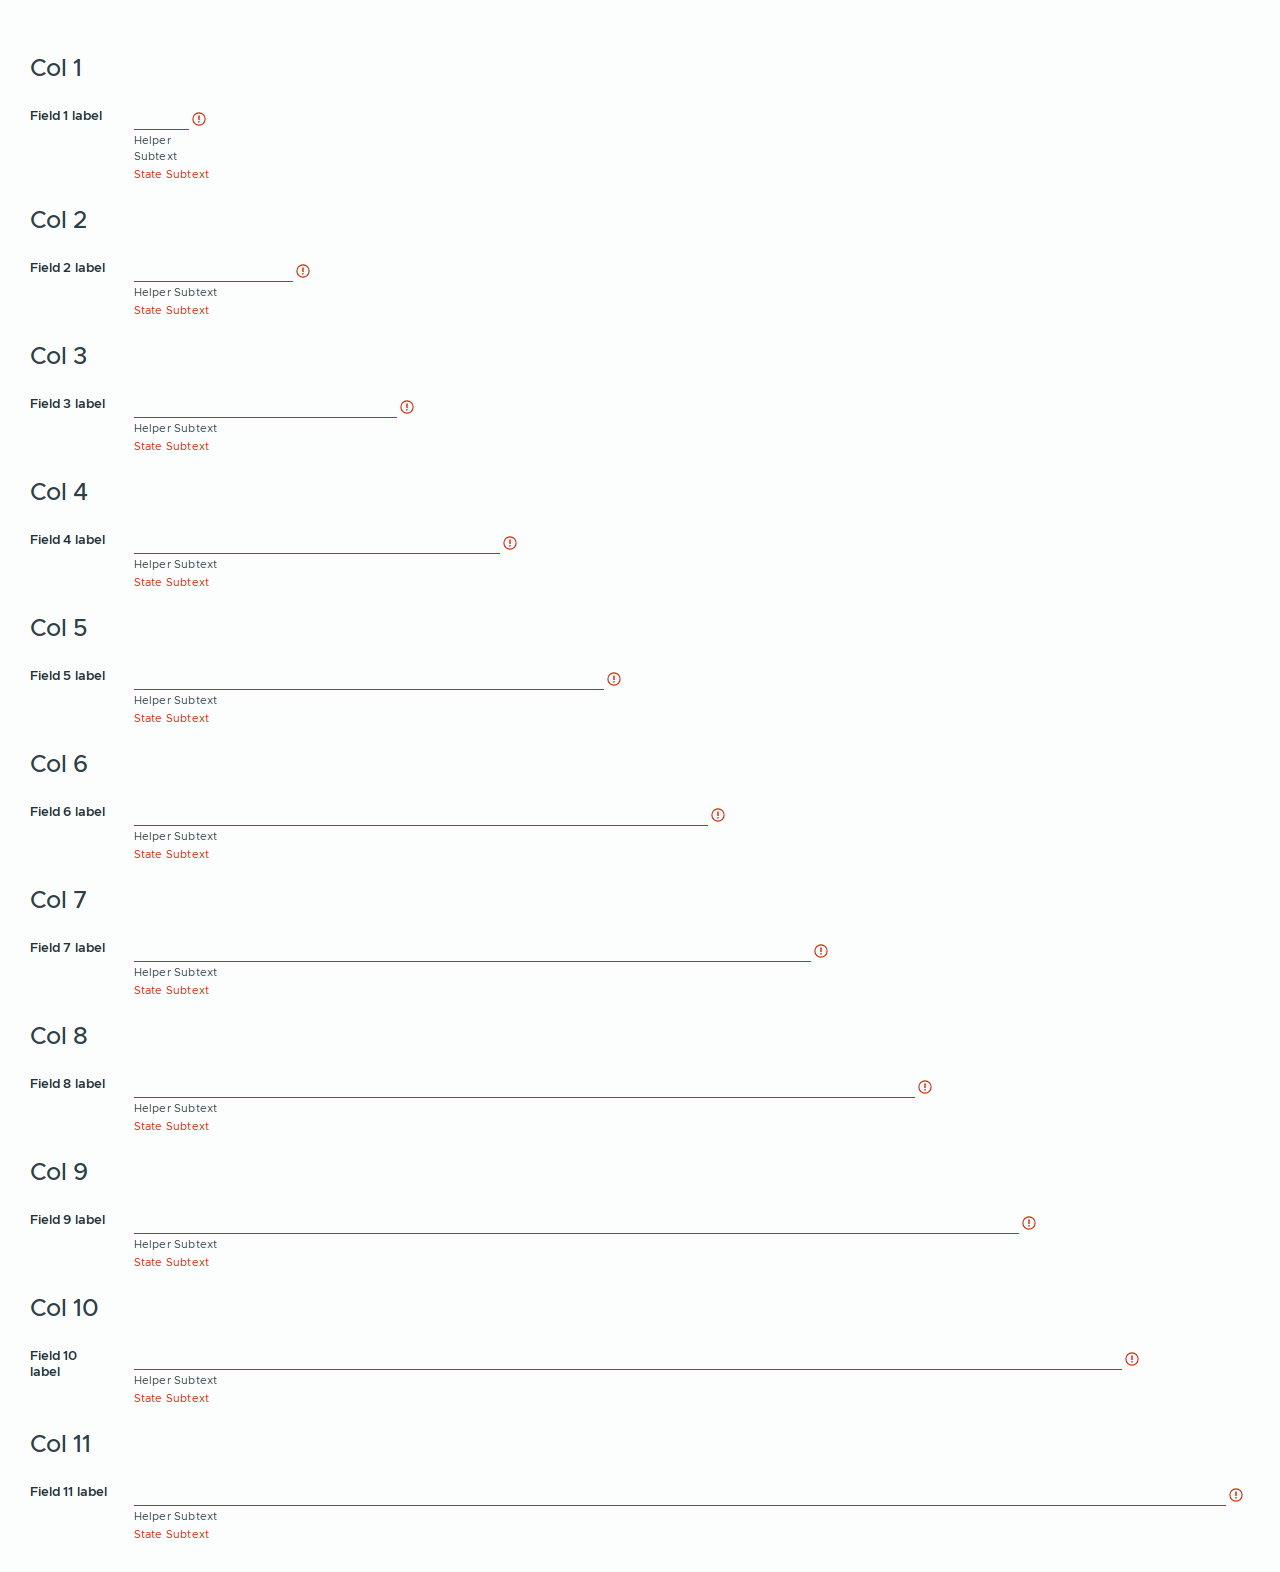 Col 1
Field 1 label
Helper
Subtext
State Subtext
Col 2
Field 2 label
Helper Subtext
State Subtext
Col 3
Field 3 label
Helper Subtext
State Subtext
Col 4
Field 4 label
Helper Subtext
State Subtext
Col 5
Field 5 label
Helper Subtext
State Subtext
Col 6
Field 6 label
Helper Subtext
State Subtext
Col 7
Field 7 label
Helper Subtext
State Subtext
Col 8
Field 8 label
Helper Subtext
State Subtext
Col 9
Field 9 label
Helper Subtext
State Subtext
Col 10
Field 10
label
Helper Subtext
State Subtext
Col 11
Field 11 label
Helper Subtext
State Subtext